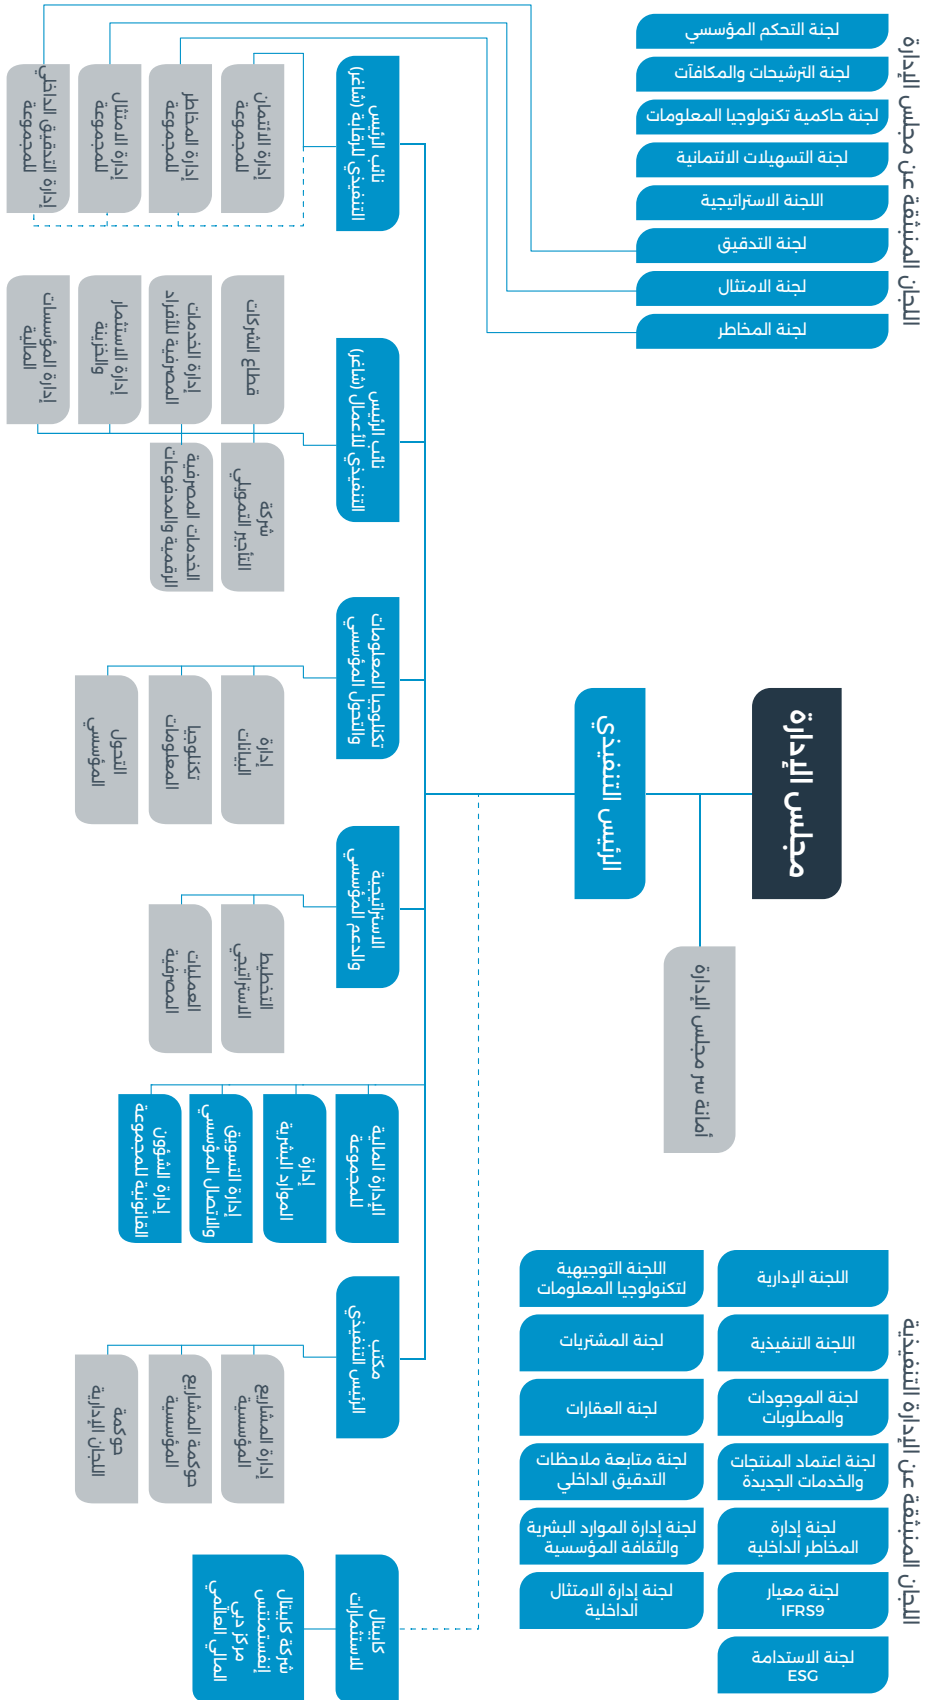 اللجان المنبثقة عن مجلس الإدارة
لجنة التحكم المؤسسي
لجنة الترشيحات والمكافآت
لجنة حاكمية تكنولوجيا المعلومات
لجنة التسهيلات الائتمانية
اللجنة الاستراتيجية
لجنة التدقيق
لجنة الامتثال
لجنة المخاطر
مجلس الإدارة
أمانة سر مجلس الإدارة
الرئيس التنفيذي
نائب الرئيس
التنفيذي للرقابة (شاغر)
إدارة الائتمان
للمجموعة
إدارة المخاطر
للمجموعة
إدارة الامتثال
للمجموعة
إدارة التدقيق الداخلي
للمجموعة
نائب الرئيس
التنفيذي للأعمال (شاغر)
قطاع الشركات
إدارة الخدمات
المصرفية للأفراد
إدارة الاستثمار
والخزينة
إدارة المؤسسات
المالية
شركة
التأجير التمويلي
الخدمات المصرفية
الرقمية والمدفوعات
تكنلوجيا المعلومات
والتحول المؤسسي
إدارة
البيانات
تكنلوجيا
المعلومات
التحول
المؤسسي
الاستراتيجية
والدعم المؤسسي
التخطيط
الاستراتيجي
العمليات
المصرفية
الإدارة المالية
للمجموعة
إدارة
الموارد البشرية
إدارة التسويق
والاتصال المؤسسي
إدارة الشؤون
القانونية للمجموعة
مكتب
الرئيس التنفيذي
إدارة المشاريع
المؤسسية
حوكمة المشاريع
المؤسسية
حوكمة
اللجان الإدارية
كابيتال
للاستثمارات
شركة كابيتال
إنفستمنتس
مركز دبي
المالي العالمي
اللجان المنبثقة عن الإدارة التنفيذية
اللجنة الإدارية
اللجنة التنفيذية
لجنة الموجودات
والمطلوبات
لجنة اعتماد المنتجات
والخدمات الجديدة
لجنة إدارة
المخاطر الداخلية
لجنة معيار
IFRS9
لجنة الاستدامة
ESG
اللجنة التوجيهية
لتكنولوجيا المعلومات
لجنة المشتريات
لجنة العقارات
لجنة متابعة ملاحظات
التدقيق الداخلي
لجنة إدارة الموارد البشرية
والثقافة المؤسسية
لجنة إدارة الامتثال
الداخلية